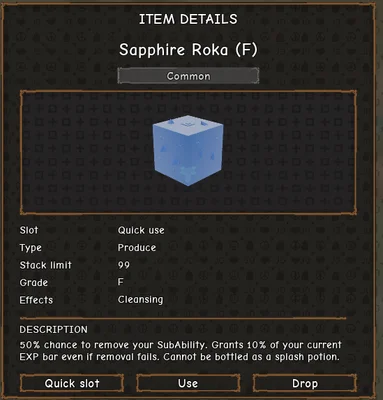 ITEM DETAILS
Sapphire Roka (F)
Common
Slot Quick use
Type Produce
Stack limit 99
Grade F
Effects Cleansing
DESCRIPTION
50% chance to remove your SubAbility. Grants 10% of your current
EXP bar even if removal fails. Cannot be bottled as a splash potion.
Quick slot Use Drop